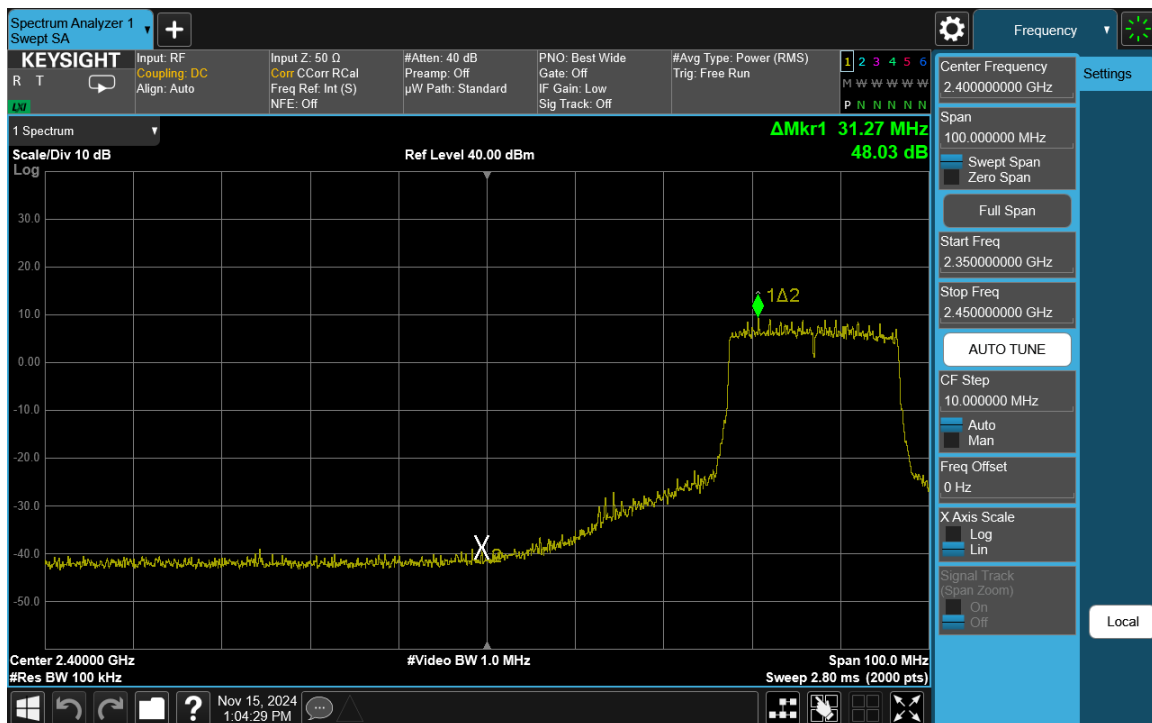 Spectrum Analyzer 1
Swept SA
Frequency
KEYSIGHT
R T
LXI
Input: RF
Coupling: DC
Align: Auto
Input Z: 50 Ω
Corr CCorr RCal
Freq Ref: Int (S)
NFE: Off
#Atten: 40 dB
Preamp: Off
µW Path: Standard
PNO: Best Wide
Gate: Off
IF Gain: Low
Sig Track: Off
#Avg Type: Power (RMS)
Trig: Free Run
1 2 3 4 5 6
M W W W W W
P N N N N N
1 Spectrum
Scale/Div 10 dB
Ref Level 40.00 dBm
ΔMkr1 31.27 MHz
48.03 dB
Log
30.0
20.0
10.0
0.00
-10.0
-20.0
-30.0
-40.0
-50.0
1Δ2
X2
Center 2.40000 GHz
#Res BW 100 kHz
#Video BW 1.0 MHz
Span 100.0 MHz
Sweep 2.80 ms (2000 pts)
Nov 15, 2024
1:04:29 PM
Center Frequency
2.400000000 GHz
Span
100.000000 MHz
Swept Span
Zero Span
Full Span
Start Freq
2.350000000 GHz
Stop Freq
2.450000000 GHz
AUTO TUNE
CF Step
10.000000 MHz
Auto
Man
Freq Offset
0 Hz
X Axis Scale
Log
Lin
Signal Track
(Span Zoom)
On
Off
Settings
Local